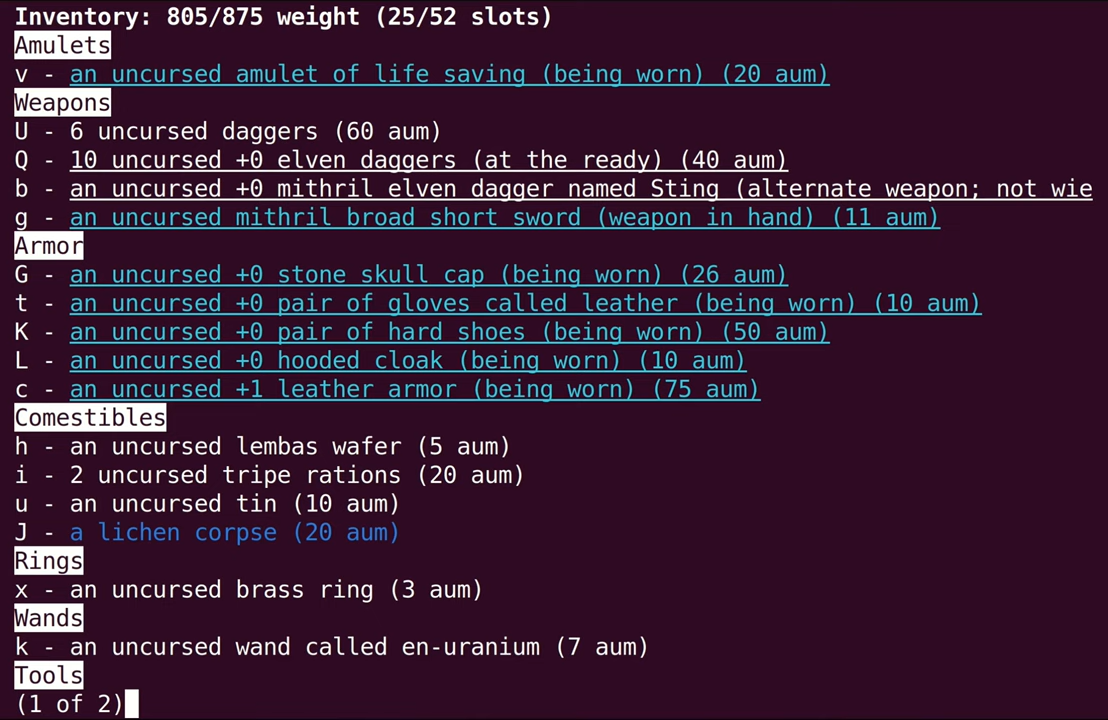 Inventory: 805/875 weight (25/52 slots)
Amulets
v - an uncursed amulet of life saving (being worn) (20 aum)
Weapons
U - 6 uncursed daggers (60 aum)
Q - 10 uncursed +0 elven daggers (at the ready) (40 aum)
b - an uncursed +0 mithril elven dagger named Sting (alternate weapon; not wie
g - an uncursed mithril broad short sword (weapon in hand) (11 aum)
Armor
G - an uncursed +0 stone skull cap (being worn) (26 aum)
t - an uncursed +0 pair of gloves called leather (being worn) (10 aum)
K - an uncursed +0 pair of hard shoes (being worn) (50 aum)
L - an uncursed +0 hooded cloak (being worn) (10 aum)
c - an uncursed +1 leather armor (being worn) (75 aum)
Comestibles
h - an uncursed lembas wafer (5 aum)
i - 2 uncursed tripe rations (20 aum)
u - an uncursed tin (10 aum)
J - a lichen corpse (20 aum)
Rings
x - an uncursed brass ring (3 aum)
Wands
k - an uncursed wand called en-uranium (7 aum)
Tools
(1 of 2)